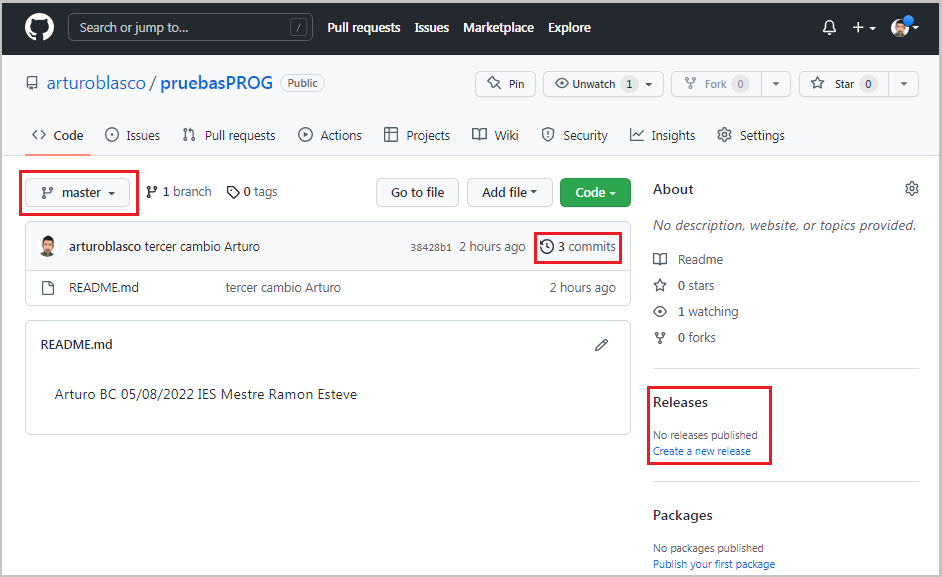 Search or jump to... /
Pull requests Issues Marketplace Explore
arturoblasco / pruebasPROG Public
Pin Unwatch 1 Fork 0 Star 0
Code Issues Pull requests Actions Projects Wiki Security Insights Settings
master 1 branch 0 tags Go to file Add file Code
arturoblasco tercer cambio Arturo 38428b1 2 hours ago 3 commits
README.md tercer cambio Arturo 2 hours ago
README.md
Arturo BC 05/08/2022 IES Mestre Ramon Esteve
About
No description, website, or topics provided.
Readme
0 stars
1 watching
0 forks
Releases
No releases published
Create a new release
Packages
No packages published
Publish your first package